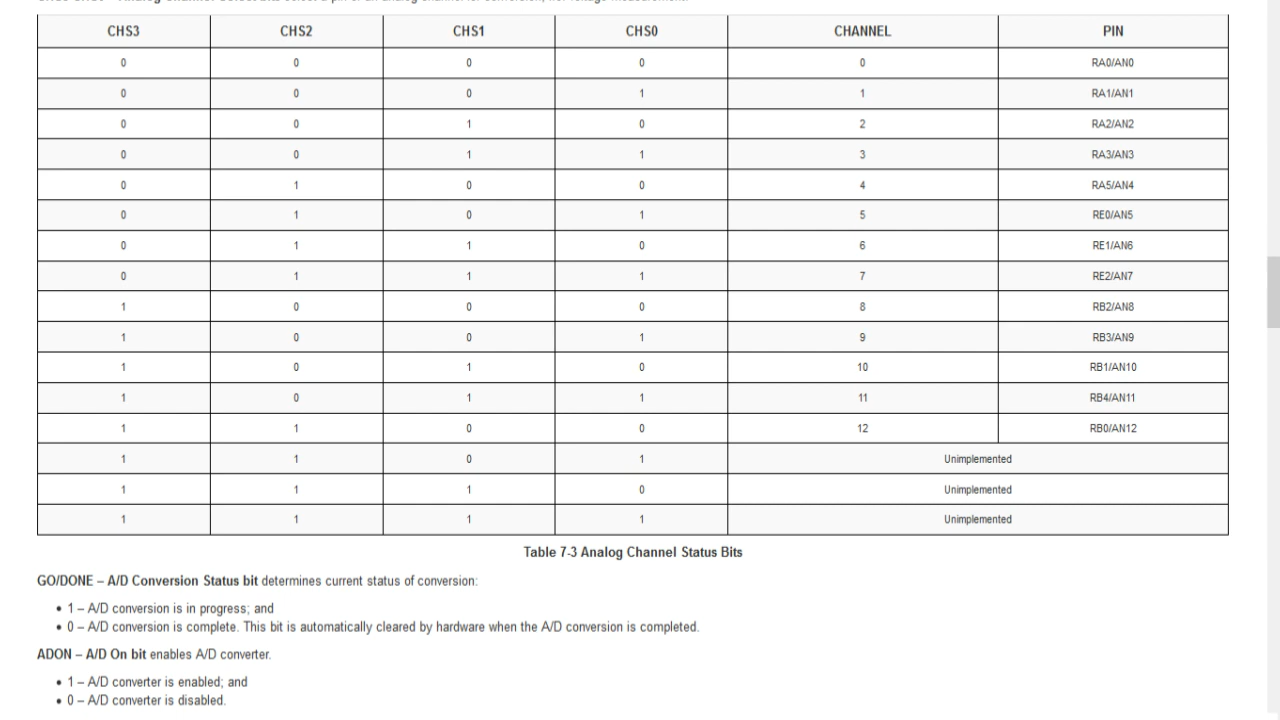 CHS3 CHS2 CHS1 CHS0 CHANNEL PIN
0 0 0 0 0 RA0/AN0
0 0 0 1 1 RA1/AN1
0 0 1 0 2 RA2/AN2
0 0 1 1 3 RA3/AN3
0 1 0 0 4 RA5/AN4
0 1 0 1 5 RE0/AN5
0 1 1 0 6 RE1/AN6
0 1 1 1 7 RE2/AN7
1 0 0 0 8 RB2/AN8
1 0 0 1 9 RB3/AN9
1 0 1 0 10 RB1/AN10
1 0 1 1 11 RB4/AN11
1 1 0 0 12 RB0/AN12
1 1 0 1 Unimplemented
1 1 1 0 Unimplemented
1 1 1 1 Unimplemented
Table 7-3 Analog Channel Status Bits
GO/DONE – A/D Conversion Status bit determines current status of conversion:
• 1 – A/D conversion is in progress; and
• 0 – A/D conversion is complete. This bit is automatically cleared by hardware when the A/D conversion is completed.
ADON – A/D On bit enables A/D converter.
• 1 – A/D converter is enabled; and
• 0 – A/D converter is disabled.